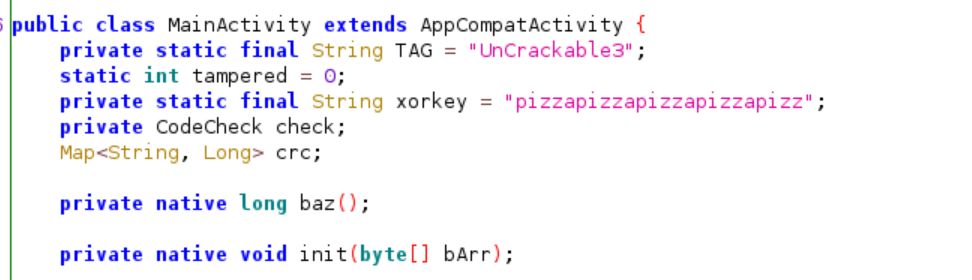 public class MainActivity extends AppCompatActivity {
    private static final String TAG = "UnCrackable3";
    static int tampered = 0;
    private static final String xorkey = "pizzapizzapizzapizzapizz";
    private CodeCheck check;
    Map<String, Long> crc;
    private native long baz();
    private native void init(byte[] bArr);